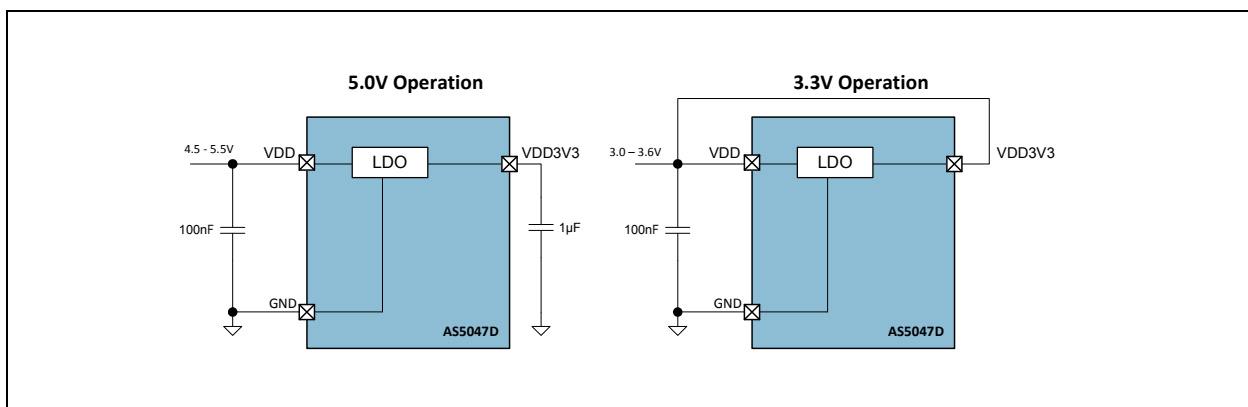 5.0V Operation
3.3V Operation
4.5 - 5.5V
VDD
LDO
VDD3V3
100nF
1µF
GND
AS5047D
3.0 – 3.6V
VDD
LDO
VDD3V3
100nF
GND
AS5047D